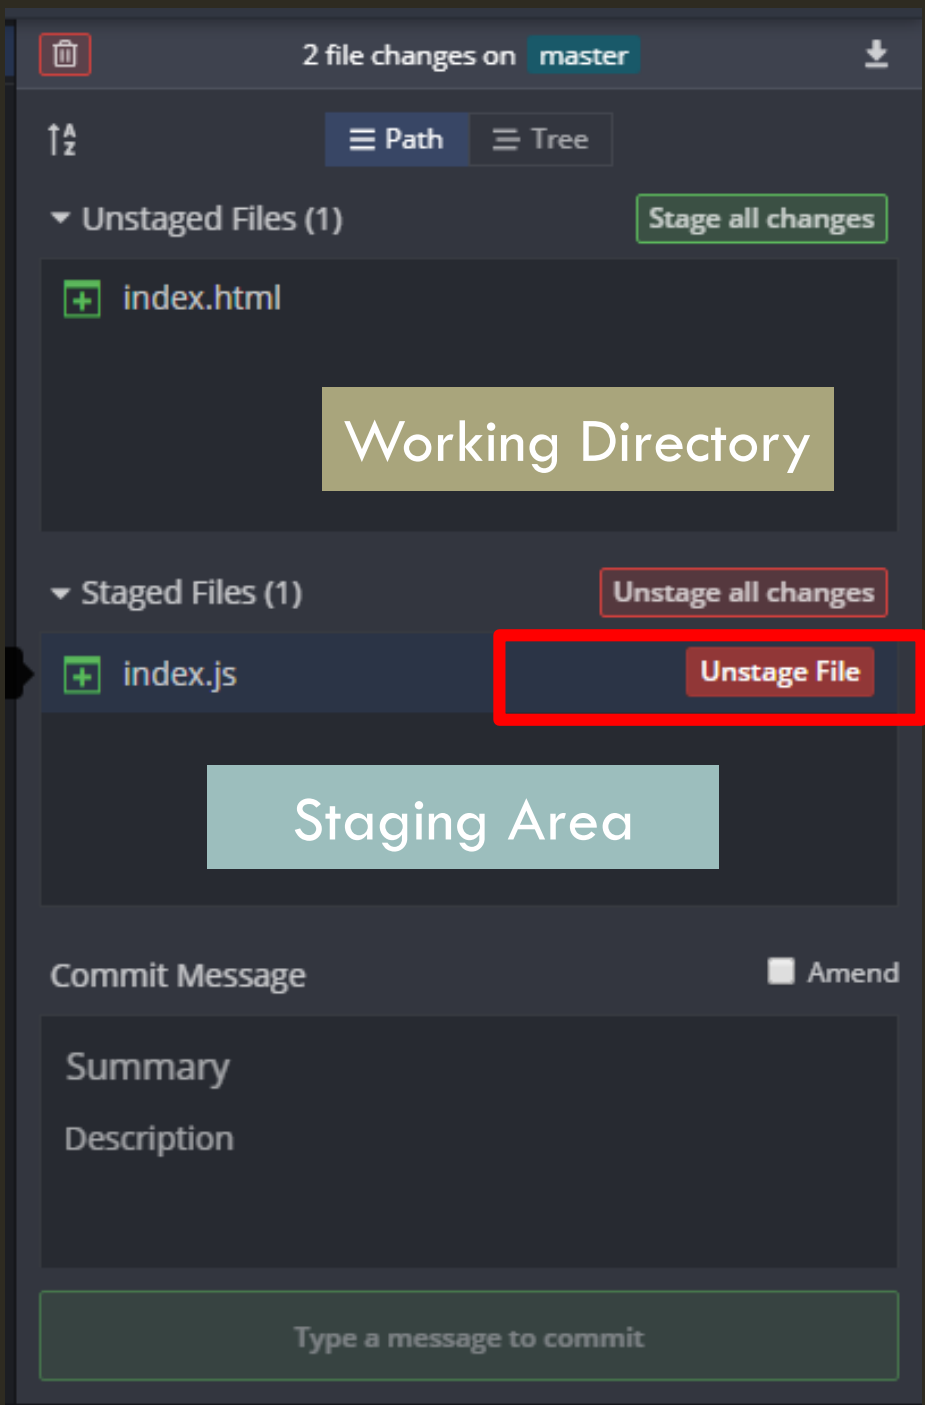 2 file changes on master
A
Z
Path
Tree
Unstaged Files (1)
Stage all changes
index.html
Working Directory
Staged Files (1)
Unstage all changes
index.js
Unstage File
Staging Area
Commit Message
Amend
Summary
Description
Type a message to commit